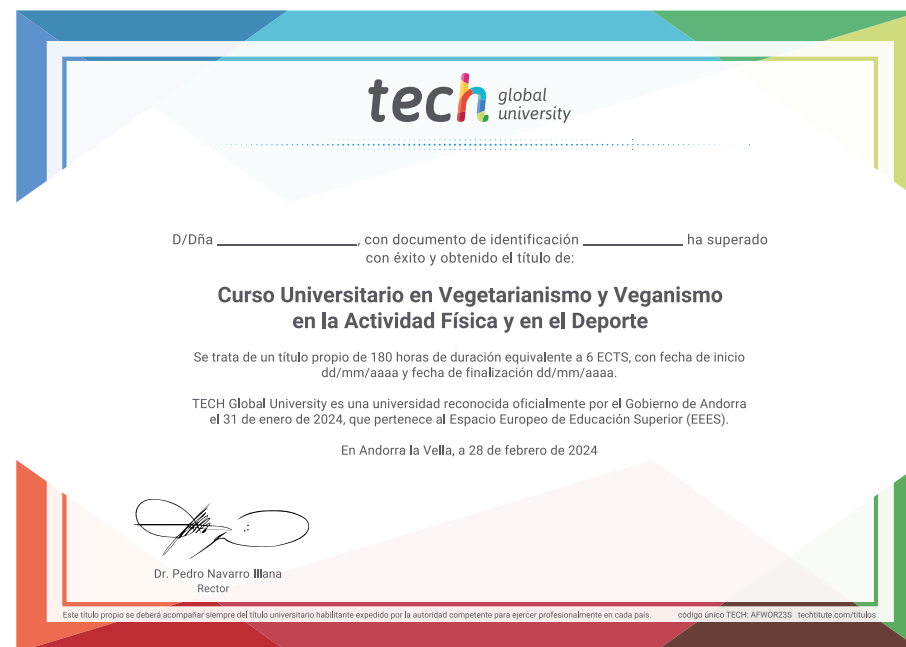 tech global university
D/Dña ____________________, con documento de identificación ______________ ha superado
con éxito y obtenido el título de:
Curso Universitario en Vegetarianismo y Veganismo
en la Actividad Física y en el Deporte
Se trata de un título propio de 180 horas de duración equivalente a 6 ECTS, con fecha de inicio
dd/mm/aaaa y fecha de finalización dd/mm/aaaa.
TECH Global University es una universidad reconocida oficialmente por el Gobierno de Andorra
el 31 de enero de 2024, que pertenece al Espacio Europeo de Educación Superior (EEES).
En Andorra la Vella, a 28 de febrero de 2024
Dr. Pedro Navarro Illana
Rector
Este título propio se deberá acompañar siempre del título universitario habilitante expedido por la autoridad competente para ejercer profesionalmente en cada país. código único TECH: AFWOR23S techtitute.com/titulos